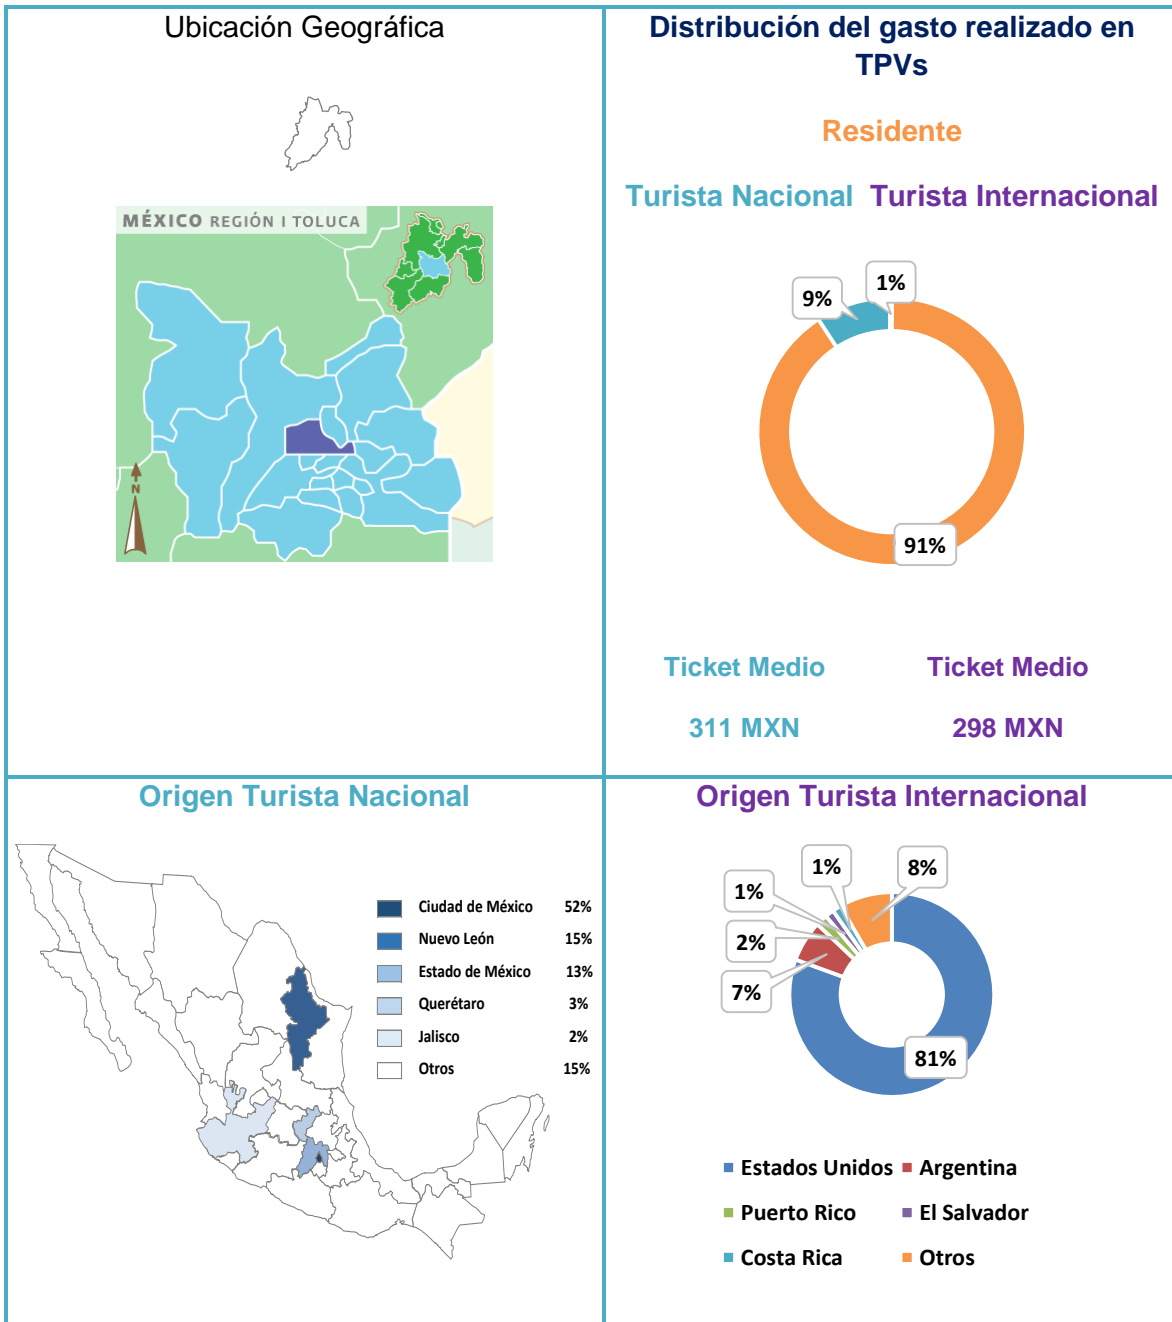 Ubicación Geográfica
MÉXICO REGIÓN I TOLUCA
N
Distribución del gasto realizado en
TPVs
Residente
Turista Nacional Turista Internacional
9%
1%
91%
Ticket Medio Ticket Medio
311 MXN 298 MXN
Origen Turista Nacional
Ciudad de México 52%
Nuevo León 15%
Estado de México 13%
Querétaro 3%
Jalisco 2%
Otros 15%
Origen Turista Internacional
1%
8%
1%
2%
7%
81%
Estados Unidos Argentina
Puerto Rico El Salvador
Costa Rica Otros